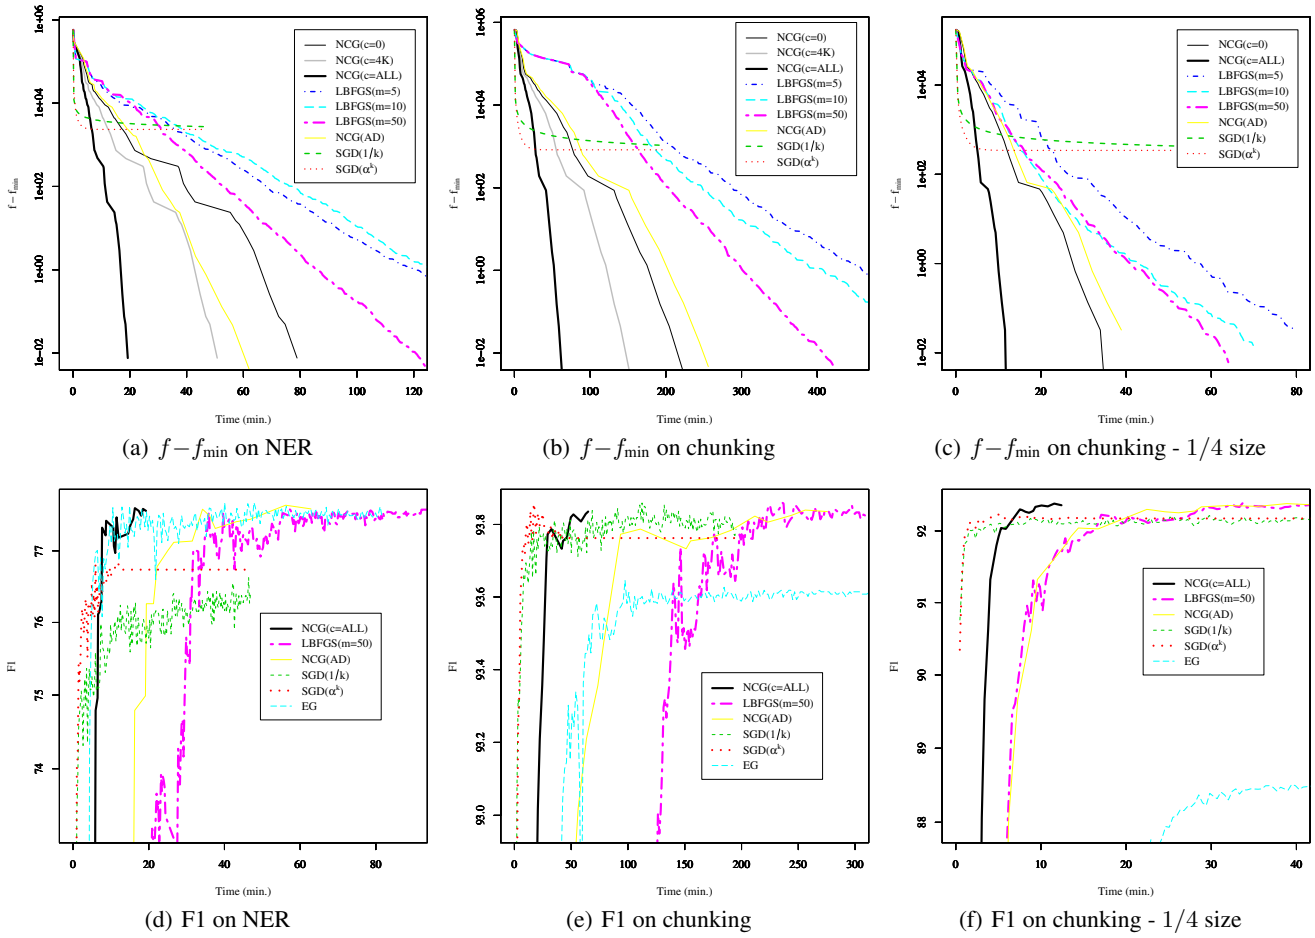 1e+06
1e+04
1e+02
1e+00
1e−02
f − fmin
0 20 40 60 80 100 120
Time (min.)
NCG(c=0)
NCG(c=4K)
NCG(c=ALL)
LBFGS(m=5)
LBFGS(m=10)
LBFGS(m=50)
NCG(AD)
SGD(1/k)
SGD(αᵏ)
(a) f−fmin on NER
1e+06
1e+04
1e+02
1e+00
1e−02
f − fmin
0 100 200 300 400
Time (min.)
NCG(c=0)
NCG(c=4K)
NCG(c=ALL)
LBFGS(m=5)
LBFGS(m=10)
LBFGS(m=50)
NCG(AD)
SGD(1/k)
SGD(αᵏ)
(b) f−fmin on chunking
1e+04
1e+02
1e+00
1e−02
f − fmin
0 20 40 60 80
Time (min.)
NCG(c=0)
NCG(c=ALL)
LBFGS(m=5)
LBFGS(m=10)
LBFGS(m=50)
NCG(AD)
SGD(1/k)
SGD(αᵏ)
(c) f−fmin on chunking - 1/4 size
77
76
75
74
F1
0 20 40 60 80
Time (min.)
NCG(c=ALL)
LBFGS(m=50)
NCG(AD)
SGD(1/k)
SGD(αᵏ)
EG
(d) F1 on NER
93.8
93.6
93.4
93.2
93.0
F1
0 50 100 150 200 250 300
Time (min.)
NCG(c=ALL)
LBFGS(m=50)
NCG(AD)
SGD(1/k)
SGD(αᵏ)
EG
(e) F1 on chunking
92
91
90
89
88
F1
0 10 20 30 40
Time (min.)
NCG(c=ALL)
LBFGS(m=50)
NCG(AD)
SGD(1/k)
SGD(αᵏ)
EG
(f) F1 on chunking - 1/4 size